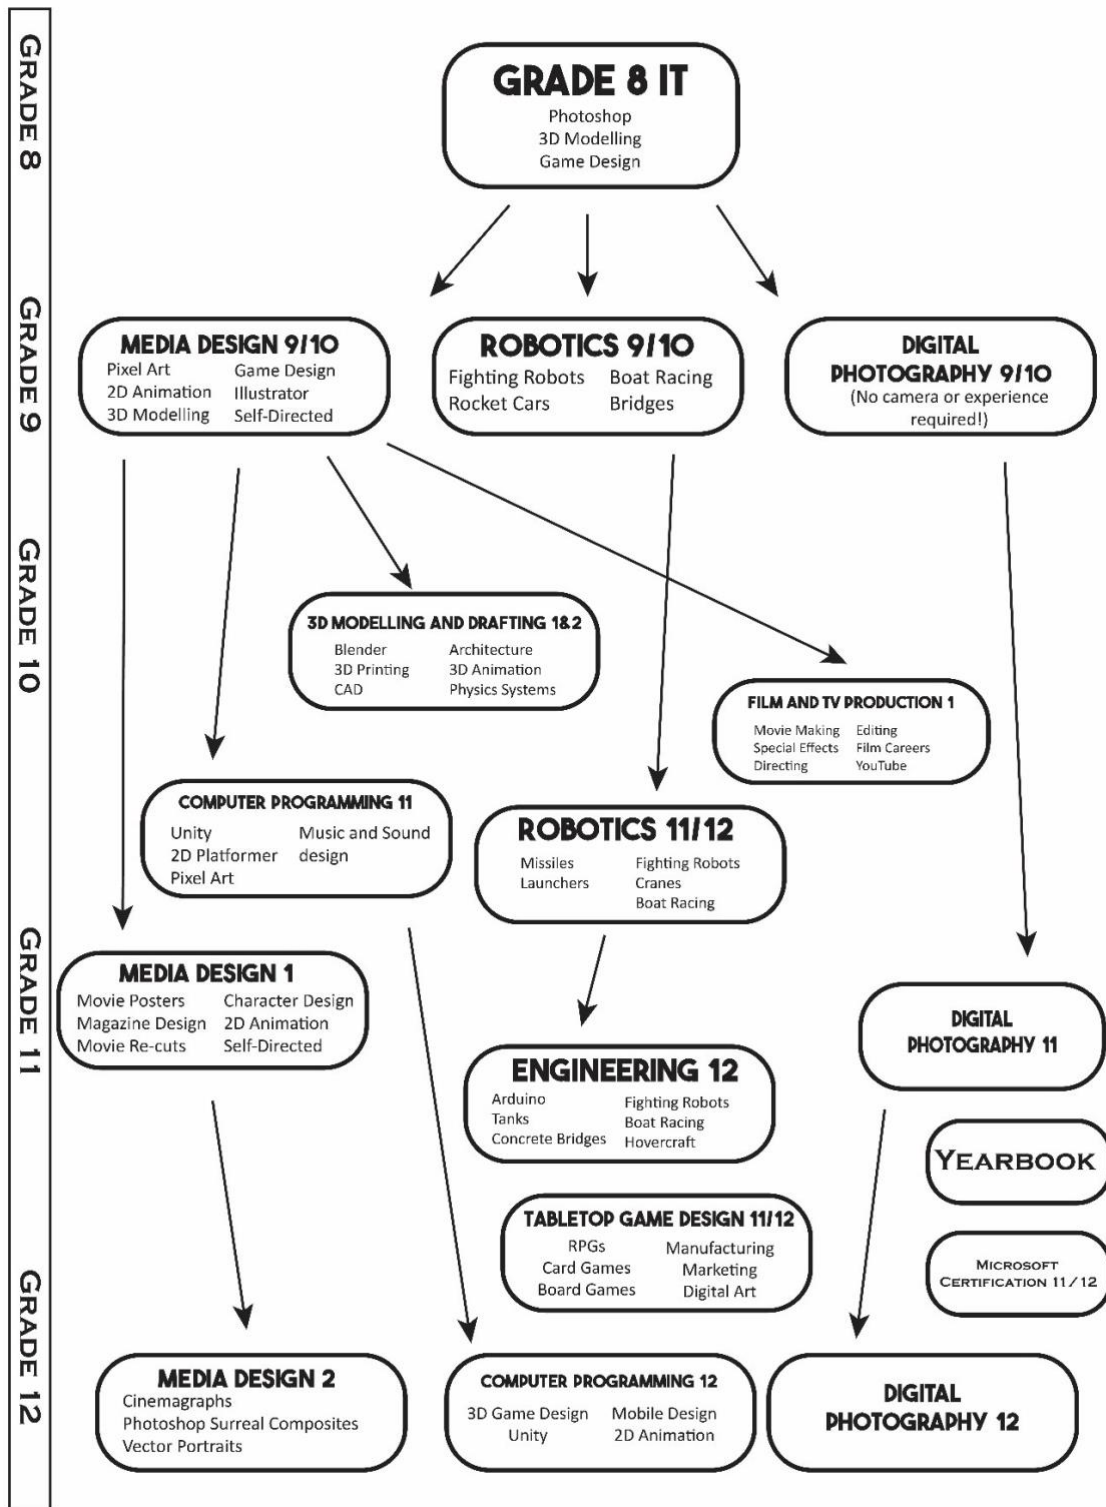 GRADE 8
GRADE 9
GRADE 10
GRADE 11
GRADE 12
GRADE 8 IT
Photoshop
3D Modelling
Game Design
MEDIA DESIGN 9/10
Pixel Art
2D Animation
3D Modelling
Game Design
Illustrator
Self-Directed
ROBOTICS 9/10
Fighting Robots
Rocket Cars
Boat Racing
Bridges
DIGITAL
PHOTOGRAPHY 9/10
(No camera or experience
required!)
3D MODELLING AND DRAFTING 1&2
Blender
3D Printing
CAD
Architecture
3D Animation
Physics Systems
FILM AND TV PRODUCTION 1
Movie Making
Special Effects
Directing
Editing
Film Careers
YouTube
COMPUTER PROGRAMMING 11
Unity
2D Platformer
Pixel Art
Music and Sound
design
ROBOTICS 11/12
Missiles
Launchers
Fighting Robots
Cranes
Boat Racing
MEDIA DESIGN 1
Movie Posters
Magazine Design
Movie Re-cuts
Character Design
2D Animation
Self-Directed
DIGITAL
PHOTOGRAPHY 11
ENGINEERING 12
Arduino
Tanks
Concrete Bridges
Fighting Robots
Boat Racing
Hovercraft
YEARBOOK
TABLETOP GAME DESIGN 11/12
RPGs
Card Games
Board Games
Manufacturing
Marketing
Digital Art
MICROSOFT
CERTIFICATION 11/12
MEDIA DESIGN 2
Cinemagraphs
Photoshop Surreal Composites
Vector Portraits
COMPUTER PROGRAMMING 12
3D Game Design
Unity
Mobile Design
2D Animation
DIGITAL
PHOTOGRAPHY 12